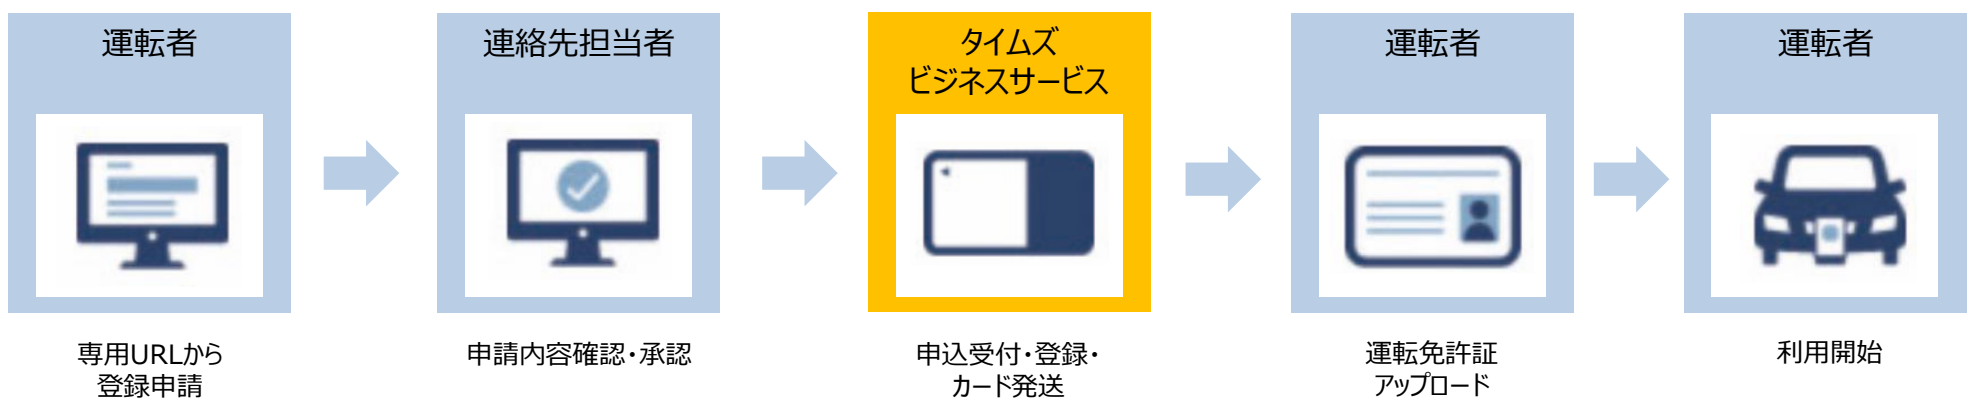 運転者
連絡先担当者
タイムズ
ビジネスサービス
運転者
運転者
専用URLから
登録申請
申請内容確認・承認
申込受付・登録・
カード発送
運転免許証
アップロード
利用開始